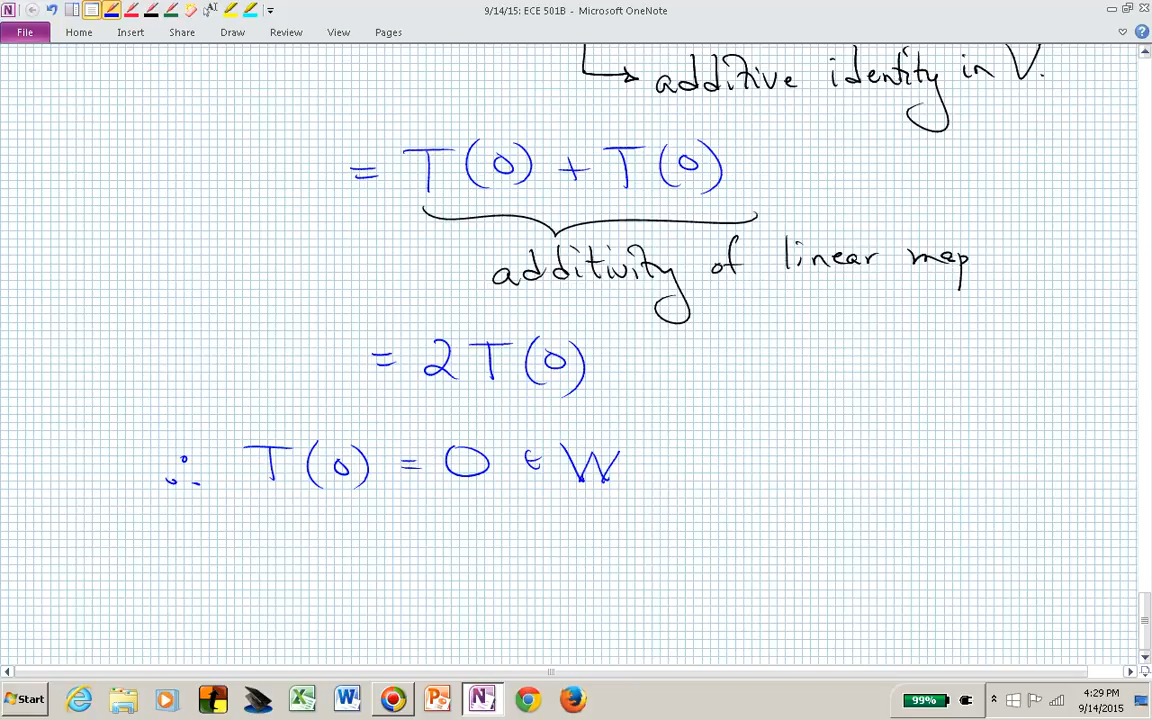 9/14/15: ECE 501B - Microsoft OneNote
File Home Insert Share Draw Review View Pages
additive identity in V.
= T(0) + T(0)
additivity of linear map
= 2T(0)
∴ T(0) = 0 ∈ W
Start
99%
4:29 PM
9/14/2015